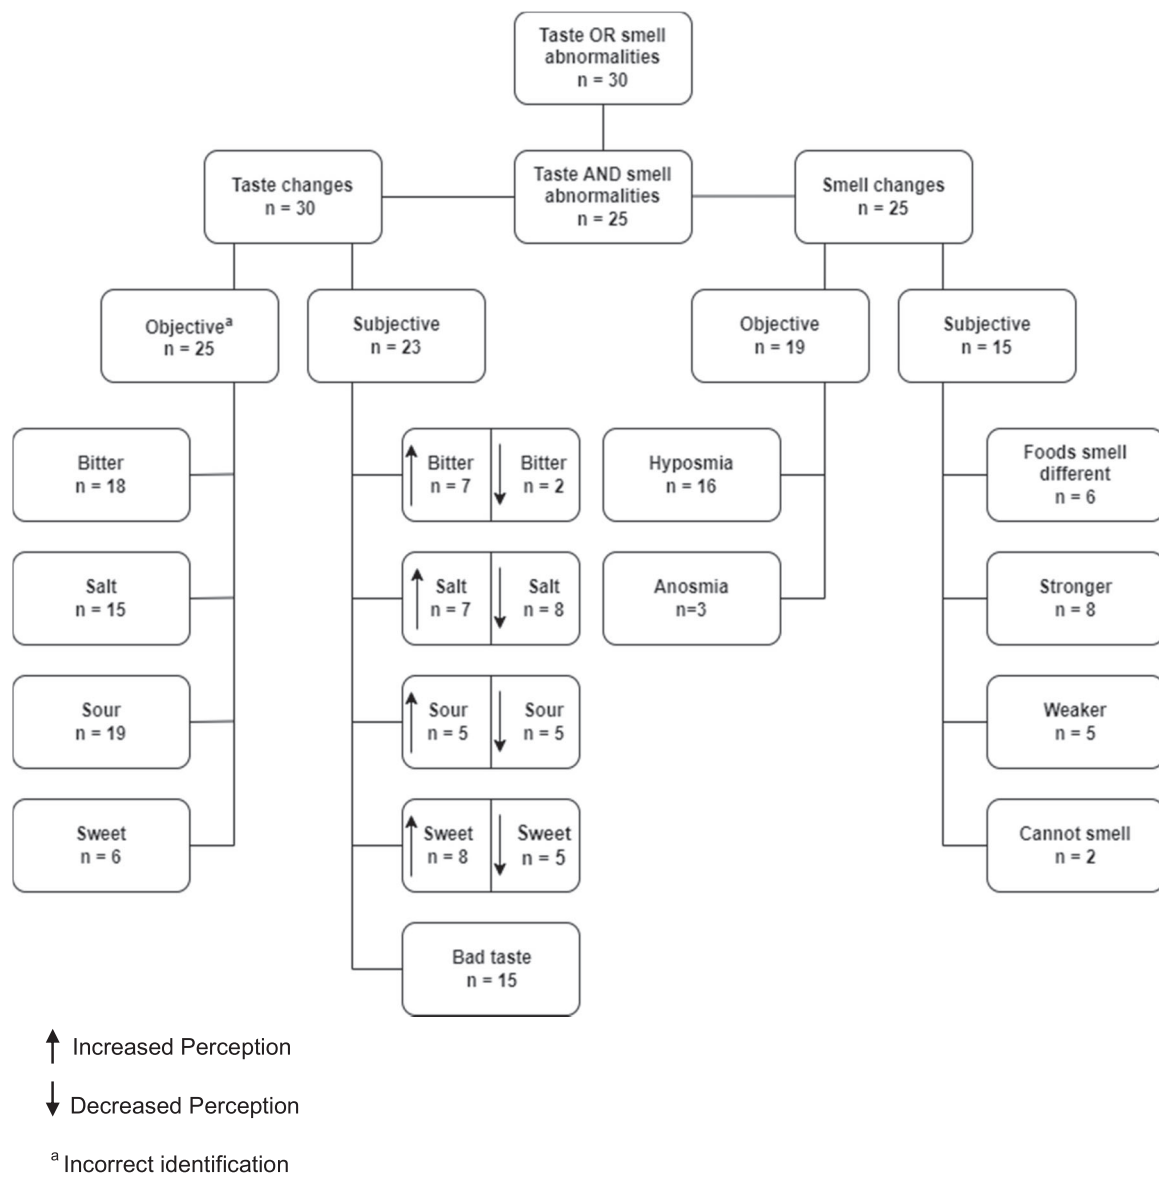 Taste OR smell
abnormalities
n = 30
Taste changes
n = 30
Taste AND smell
abnormalities
n = 25
Smell changes
n = 25
Objectiveᵃ
n = 25
Subjective
n = 23
Objective
n = 19
Subjective
n = 15
Bitter
n = 18
↑ Bitter
n = 7
↓ Bitter
n = 2
Hyposmia
n = 16
Foods smell
different
n = 6
Salt
n = 15
↑ Salt
n = 7
↓ Salt
n = 8
Anosmia
n=3
Stronger
n = 8
Sour
n = 19
↑ Sour
n = 5
↓ Sour
n = 5
Weaker
n = 5
Sweet
n = 6
↑ Sweet
n = 8
↓ Sweet
n = 5
Cannot smell
n = 2
Bad taste
n = 15
↑ Increased Perception
↓ Decreased Perception
ᵃ Incorrect identification